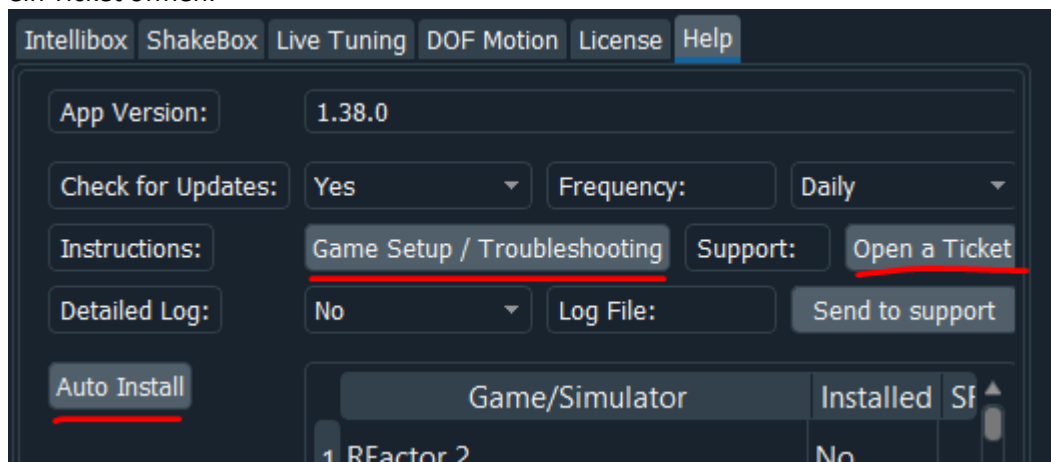 Intellibox ShakeBox Live Tuning DOF Motion License Help
App Version: 1.38.0
Check for Updates: Yes Frequency: Daily
Instructions: Game Setup / Troubleshooting Support: Open a Ticket
Detailed Log: No Log File: Send to support
Auto Install
Game/Simulator Installed
1 RFactor 2 No